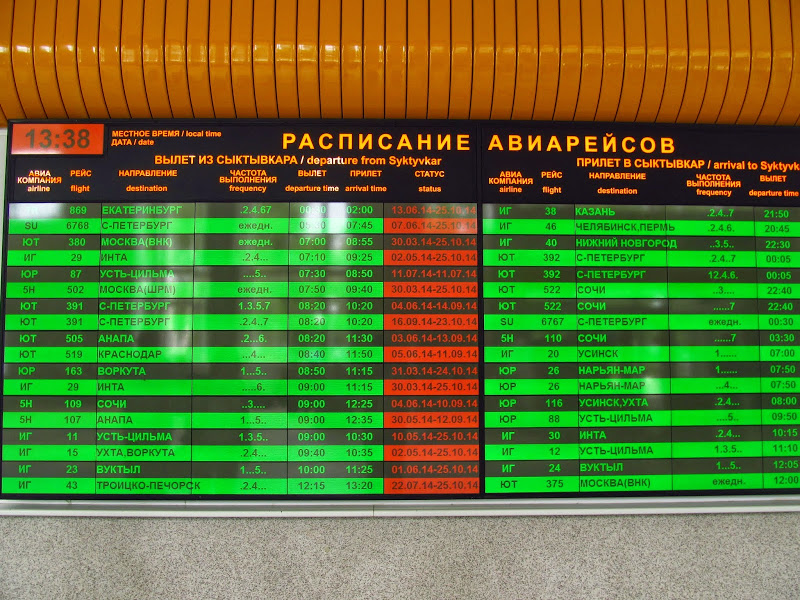 13:38 МЕСТНОЕ ВРЕМЯ / local time
ДАТА / date
РАСПИСАНИЕ АВИАРЕЙСОВ
ВЫЛЕТ ИЗ СЫКТЫВКАРА / departure from Syktyvkar
АВИА КОМПАНИЯ airline РЕЙС flight НАПРАВЛЕНИЕ destination ЧАСТОТА ВЫПОЛНЕНИЯ frequency ВЫЛЕТ departure time ПРИЛЕТ arrival time СТАТУС status
869 ЕКАТЕРИНБУРГ .2.4.67 02:00 13.06.14-25.10.14
SU 6768 С-ПЕТЕРБУРГ ежедн. 07:45 07.06.14-25.10.14
ЮТ 380 МОСКВА(ВНК) ежедн. 07:00 08:55 30.03.14-25.10.14
ИГ 29 ИНТА .2.4... 07:10 09:25 02.05.14-25.10.14
ЮР 87 УСТЬ-ЦИЛЬМА ....5.. 07:30 08:50 11.07.14-11.07.14
5Н 502 МОСКВА(ШРМ) ежедн. 07:50 09:40 30.03.14-25.10.14
ЮТ 391 С-ПЕТЕРБУРГ 1.3.5.7 08:20 10:20 04.06.14-14.09.14
ЮТ 391 С-ПЕТЕРБУРГ .2.4..7 08:20 10:20 16.09.14-23.10.14
ЮТ 505 АНАПА .2...6. 08:20 11:30 03.06.14-13.09.14
ЮТ 519 КРАСНОДАР ...4... 08:40 11:50 05.06.14-11.09.14
ЮР 163 ВОРКУТА 1...5.. 08:50 11:15 31.03.14-24.10.14
ИГ 29 ИНТА .....6. 09:00 11:15 30.03.14-25.10.14
5Н 109 СОЧИ ..3.... 09:00 12:25 04.06.14-10.09.14
5Н 107 АНАПА 1...5.. 09:00 12:35 30.05.14-12.09.14
ИГ 11 УСТЬ-ЦИЛЬМА 1.3.5.. 09:00 10:30 10.05.14-25.10.14
ИГ 15 УХТА,ВОРКУТА .2.4... 09:40 10:35 02.05.14-25.10.14
ИГ 23 ВУКТЫЛ 1...5.. 10:00 11:25 01.06.14-25.10.14
ИГ 43 ТРОИЦКО-ПЕЧОРСК .2.4... 12:15 13:20 22.07.14-25.10.14
ПРИЛЕТ В СЫКТЫВКАР / arrival to Syktyvk
АВИА КОМПАНИЯ airline РЕЙС flight НАПРАВЛЕНИЕ destination ЧАСТОТА ВЫПОЛНЕНИЯ frequency ВЫЛЕТ departure time
ИГ 38 КАЗАНЬ .2.4..7 21:50
ИГ 46 ЧЕЛЯБИНСК,ПЕРМЬ .2.4..6. 20:45
ИГ 40 НИЖНИЙ НОВГОРОД ..3.5.. 22:30
ЮТ 392 С-ПЕТЕРБУРГ .2.4..7 00:05
ЮТ 392 С-ПЕТЕРБУРГ 12.4.6. 00:05
ЮТ 522 СОЧИ ..3.... 22:40
ЮТ 522 СОЧИ ......7 22:40
SU 6767 С-ПЕТЕРБУРГ ежедн. 00:30
5Н 110 СОЧИ ......7 03:30
ИГ 20 УСИНСК 1...... 07:00
ЮР 26 НАРЬЯН-МАР 1...... 07:50
ЮР 26 НАРЬЯН-МАР ...4... 07:50
ЮР 116 УСИНСК,УХТА .2.4... 08:00
ЮР 88 УСТЬ-ЦИЛЬМА ....5.. 09:50
ИГ 30 ИНТА .2.4... 10:15
ИГ 12 УСТЬ-ЦИЛЬМА 1.3.5.. 11:10
ИГ 24 ВУКТЫЛ 1...5.. 12:05
ЮТ 375 МОСКВА(ВНК) ежедн. 12:00